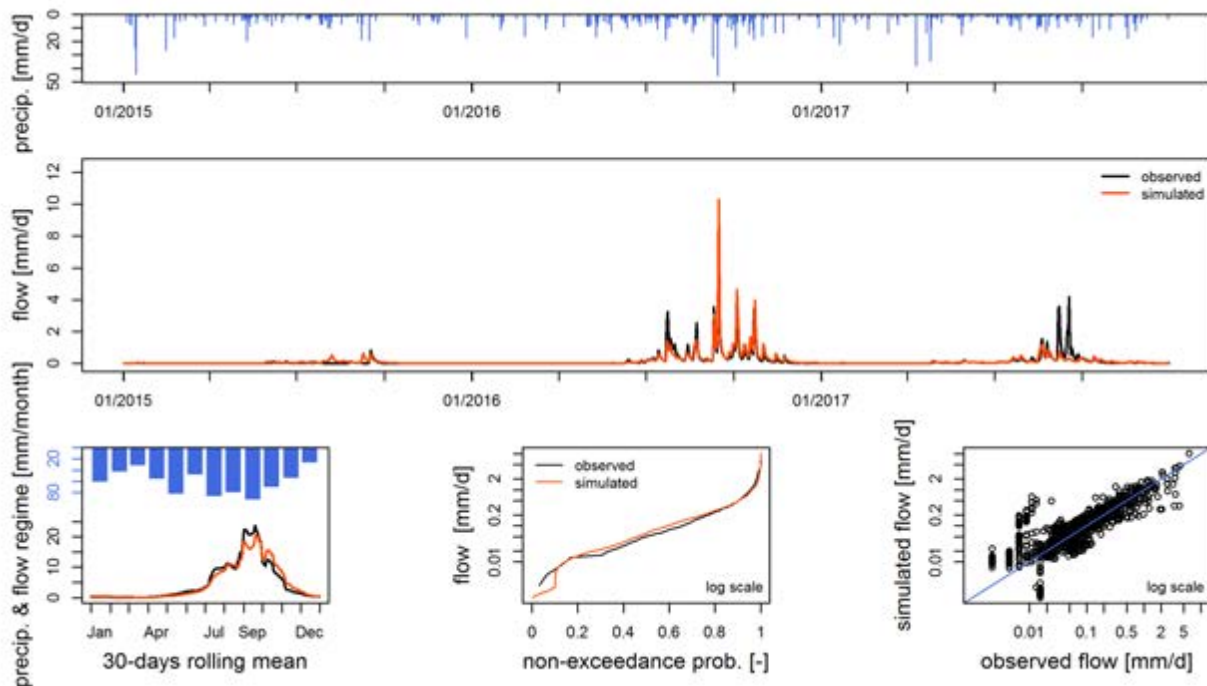 precip. [mm/d]
0
20
50
01/2015
01/2016
01/2017
flow [mm/d]
12
10
8
6
4
2
0
observed
simulated
01/2015
01/2016
01/2017
precip. & flow regime [mm/month]
20
80
20
10
5
0
Jan
Apr
Jul
Sep
Dec
30-days rolling mean
flow [mm/d]
2
0.2
0.01
observed
simulated
log scale
0
0.2
0.4
0.6
0.8
1
non-exceedance prob. [-]
simulated flow [mm/d]
2
0.2
0.01
log scale
0.01
0.1
0.5
2
5
observed flow [mm/d]